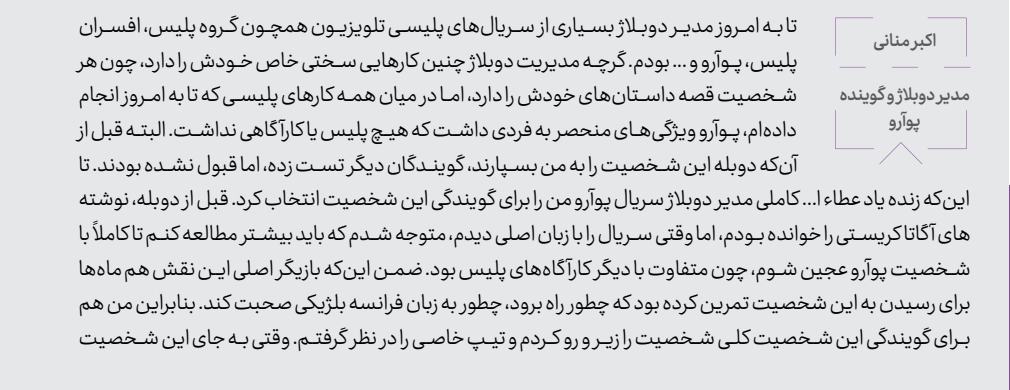 اکبر منانی
مدیر دوبلاژ و گوینده
پوآرو
تا به امروز مدیر دوبلاژ بسیاری از سریال‌های پلیسی تلویزیون همچون گروه پلیس، افسران
پلیس، پوآرو و ... بودم. گرچه مدیریت دوبلاژ چنین کارهایی سختی خاص خودش را دارد، چون هر
شخصیت قصه داستان‌های خودش را دارد، اما در میان همه کارهای پلیسی که تا به امروز انجام
داده‌ام، پوآرو ویژگی‌های منحصر به فردی داشت که هیچ پلیس یا کارآگاهی نداشت. البته قبل از
آن‌که دوبله این شخصیت را به من بسپارند، گویندگان دیگر تست زده، اما قبول نشده بودند. تا
این‌که زنده یاد عطاء ا... کاملی مدیر دوبلاژ سریال پوآرو من را برای گویندگی این شخصیت انتخاب کرد. قبل از دوبله، نوشته
های آگاتا کریستی را خوانده بودم، اما وقتی سریال را با زبان اصلی دیدم، متوجه شدم که باید بیشتر مطالعه کنم تا کاملاً با
شخصیت پوآرو عجین شوم، چون متفاوت با دیگر کارآگاه‌های پلیس بود. ضمن این‌که بازیگر اصلی این نقش هم ماه‌ها
برای رسیدن به این شخصیت تمرین کرده بود که چطور راه برود، چطور به زبان فرانسه بلژیکی صحبت کند. بنابراین من هم
برای گویندگی این شخصیت کلی شخصیت را زیر و رو کردم و تیپ خاصی را در نظر گرفتم. وقتی به جای این شخصیت